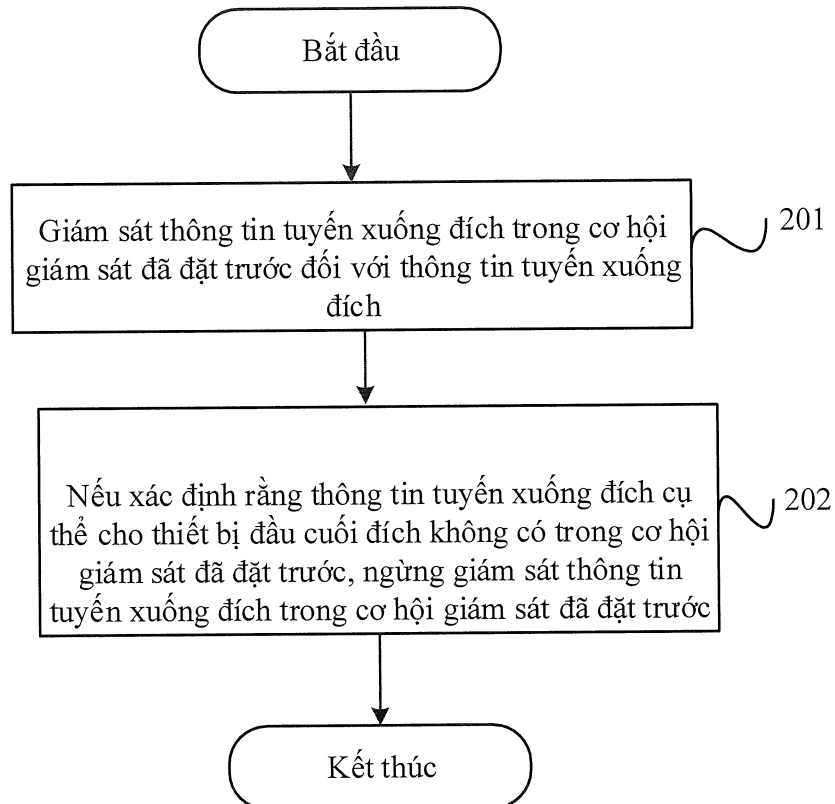 Bắt đầu
Giám sát thông tin tuyến xuống đích trong cơ hội
giám sát đã đặt trước đối với thông tin tuyến xuống
đích
201
Nếu xác định rằng thông tin tuyến xuống đích cụ
thể cho thiết bị đầu cuối đích không có trong cơ hội
giám sát đã đặt trước, ngừng giám sát thông tin
tuyến xuống đích trong cơ hội giám sát đã đặt trước
202
Kết thúc